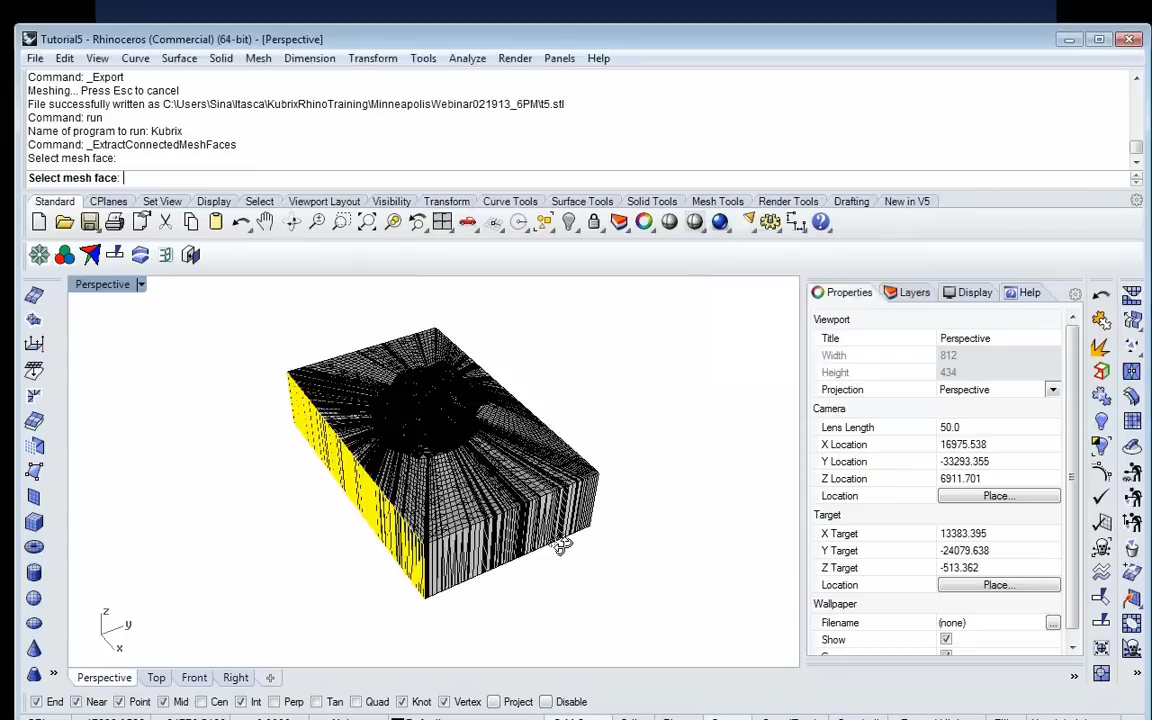 Tutorial5 - Rhinoceros (Commercial) (64-bit) - [Perspective]
File Edit View Curve Surface Solid Mesh Dimension Transform Tools Analyze Render Panels Help
Command: _Export
Meshing... Press Esc to cancel
File successfully written as C:\Users\Sina\Itasca\KubrixRhinoTraining\MinneapolisWebinar021913_6PM\t5.stl
Command: run
Name of program to run: Kubrix
Command: _ExtractConnectedMeshFaces
Select mesh face:
Select mesh face:
Standard CPlanes Set View Display Select Viewport Layout Visibility Transform Curve Tools Surface Tools Solid Tools Mesh Tools Render Tools Drafting New in V5
Perspective
Properties Layers Display Help
Viewport
Title Perspective
Width 812
Height 434
Projection Perspective
Camera
Lens Length 50.0
X Location 16975.538
Y Location -33293.355
Z Location 6911.701
Location Place...
Target
X Target 13383.395
Y Target -24079.638
Z Target -513.362
Location Place...
Wallpaper
Filename (none) ...
Show
z
y
x
Perspective Top Front Right
End Near Point Mid Cen Int Perp Tan Quad Knot Vertex Project Disable